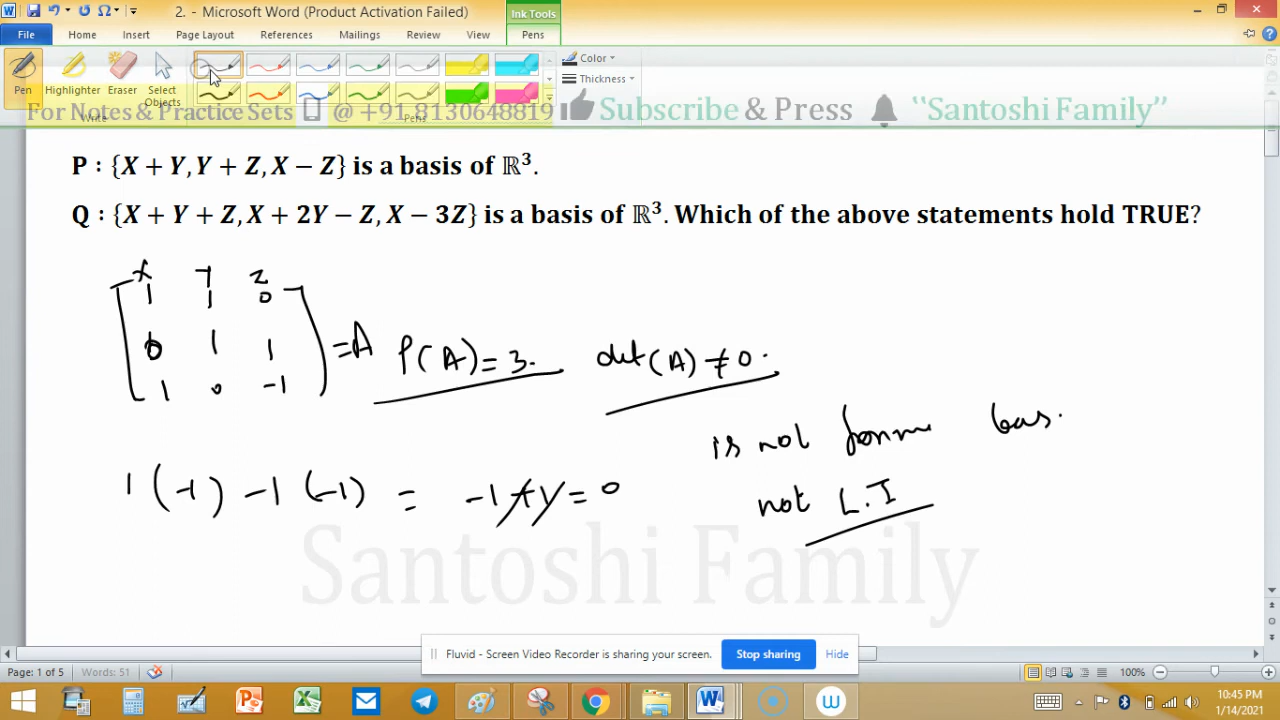 2. - Microsoft Word (Product Activation Failed)
Ink Tools
File Home Insert Page Layout References Mailings Review View Pens
Pen Highlighter Eraser Select Objects
Color
Thickness
Write
Pens
For Notes & Practice Sets @ +91 8130648819 Subscribe & Press ``Santoshi Family”
P : {X + Y, Y + Z, X − Z} is a basis of ℝ³.
Q : {X + Y + Z, X + 2Y − Z, X − 3Z} is a basis of ℝ³. Which of the above statements hold TRUE?
x y z
1 1 0
0 1 1 = A ρ(A) = 3. det(A) ≠ 0.
1 0 -1
is not forme bas.
1(-1) -1(-1) = -1+1 = 0
not L.I
Santoshi Family
Fluvid - Screen Video Recorder is sharing your screen. Stop sharing Hide
Page: 1 of 5 Words: 51 100%
10:45 PM
1/14/2021